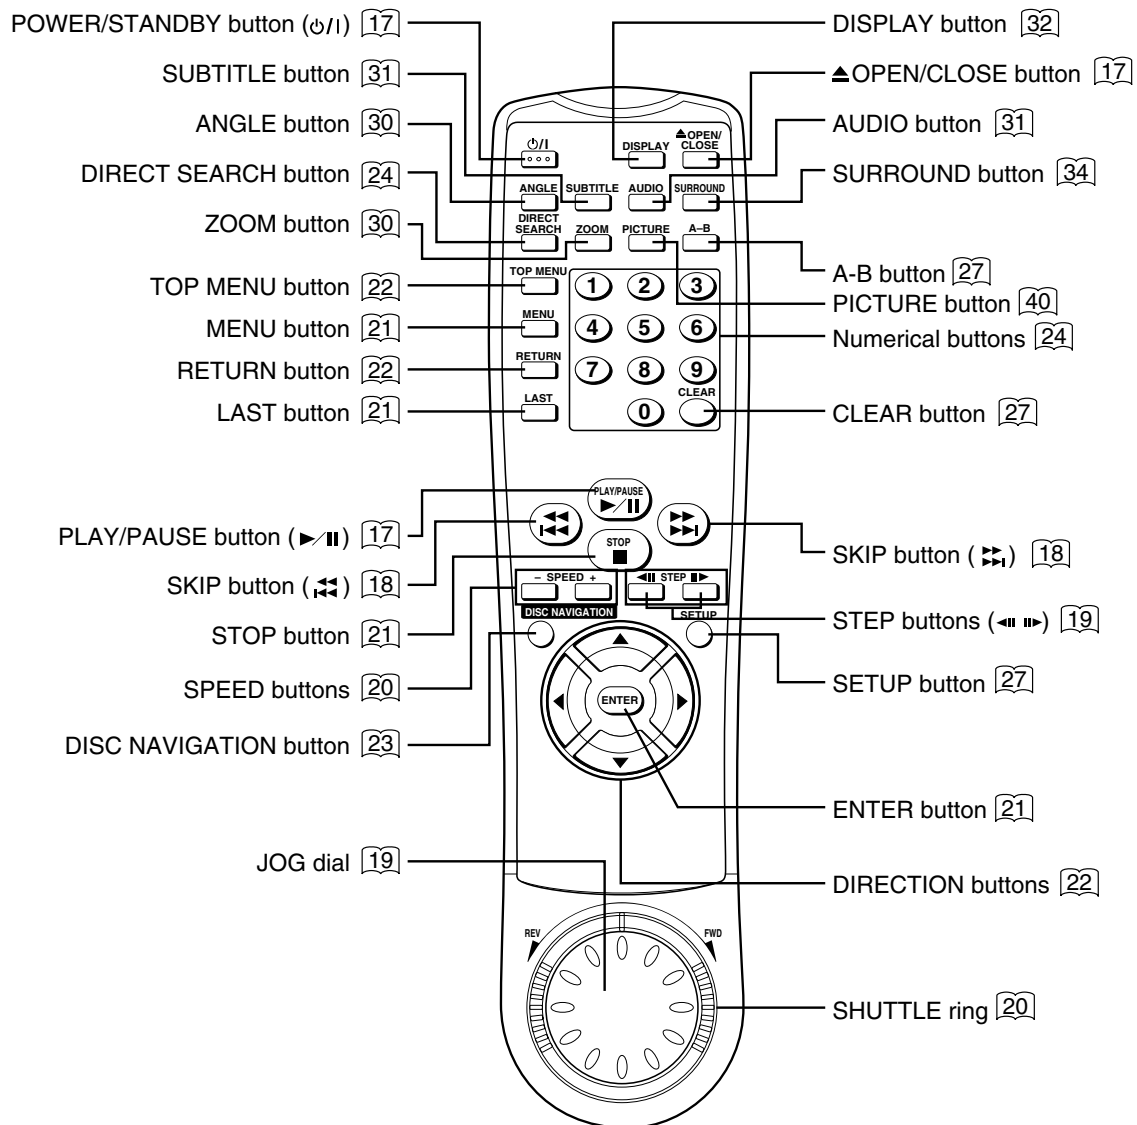 POWER/STANDBY button (⏻/I) 17
SUBTITLE button 31
ANGLE button 30
DIRECT SEARCH button 24
ZOOM button 30
TOP MENU button 22
MENU button 21
RETURN button 22
LAST button 21
PLAY/PAUSE button (►/II) 17
SKIP button (⏮) 18
STOP button 21
SPEED buttons 20
DISC NAVIGATION button 23
JOG dial 19
DISPLAY button 32
▲OPEN/CLOSE button 17
AUDIO button 31
SURROUND button 34
A-B button 27
PICTURE button 40
Numerical buttons 24
CLEAR button 27
SKIP button (⏭) 18
STEP buttons (◄II II►) 19
SETUP button 27
ENTER button 21
DIRECTION buttons 22
SHUTTLE ring 20
⏻/I
DISPLAY
▲OPEN/
CLOSE
ANGLE SUBTITLE AUDIO SURROUND
DIRECT
SEARCH ZOOM PICTURE A–B
TOP MENU
1 2 3
MENU
4 5 6
RETURN
7 8 9
LAST
CLEAR
0
PLAY/PAUSE
►/II
STOP
– SPEED +
◄II STEP II►
DISC NAVIGATION
SETUP
ENTER
REV
FWD